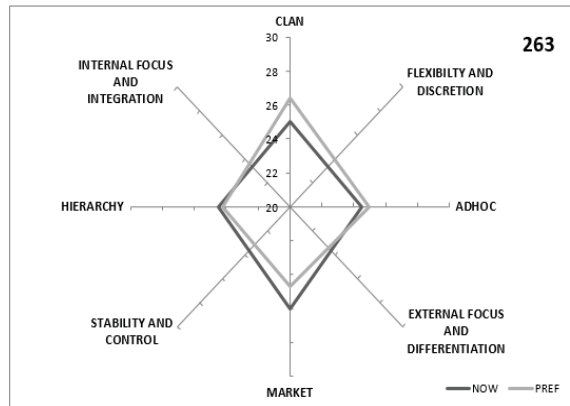 CLAN
263
30
28
26
24
22
20
INTERNAL FOCUS
AND
INTEGRATION
FLEXIBILTY AND
DISCRETION
HIERARCHY
ADHOC
STABILITY AND
CONTROL
EXTERNAL FOCUS
AND
DIFFERENTIATION
MARKET
NOW
PREF